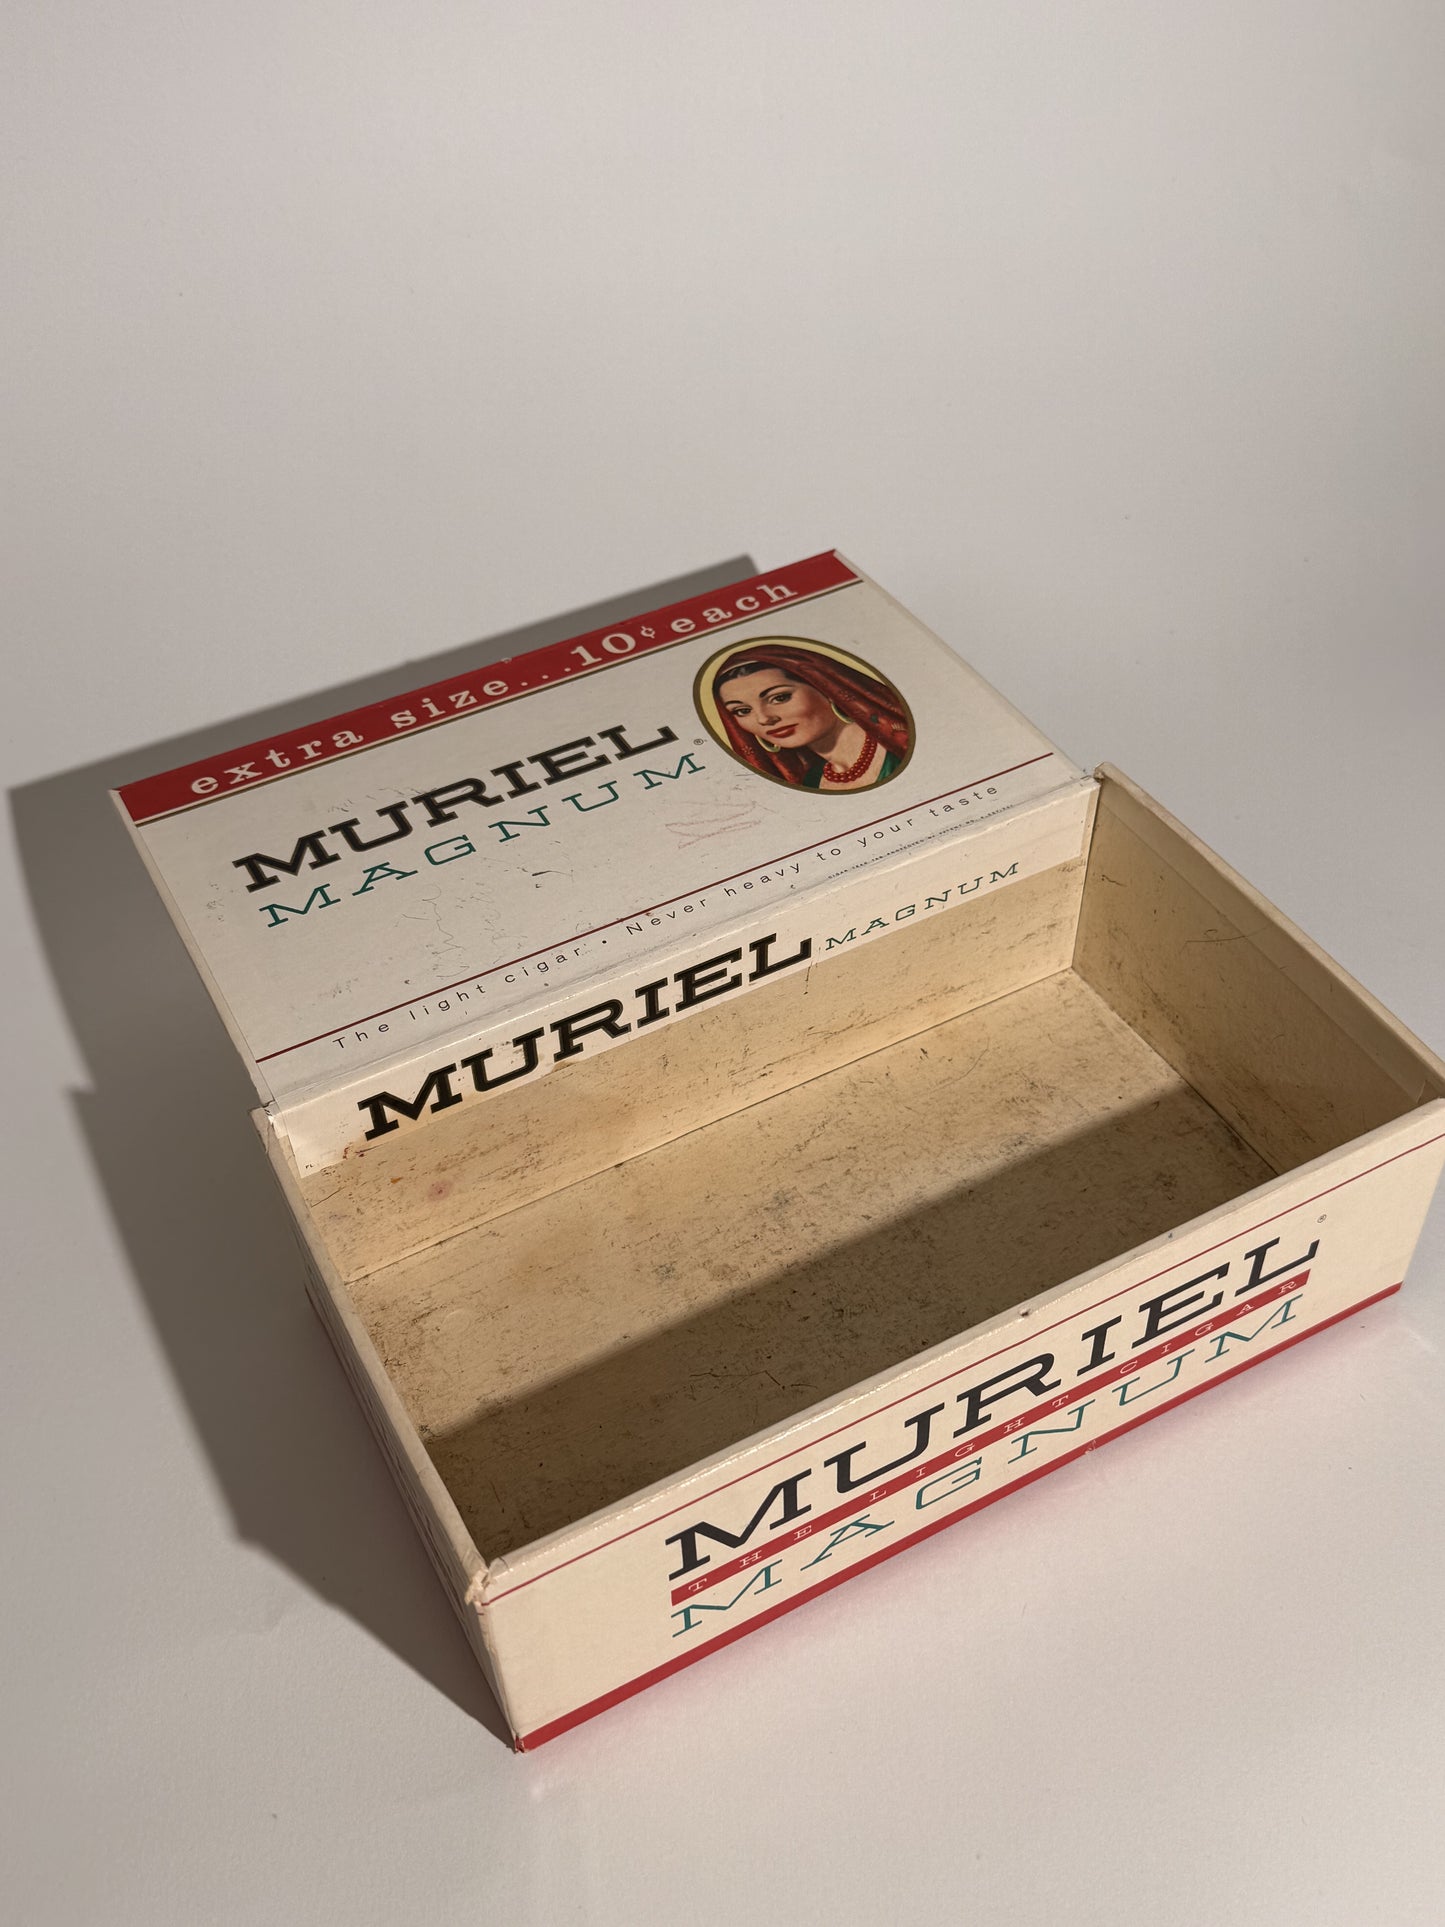 extra size...10¢ each
MURIEL®
MAGNUM
The light cigar • Never heavy to your taste
MURIEL MAGNUM
MURIEL®
THE LIGHT CIGAR
MAGNUM